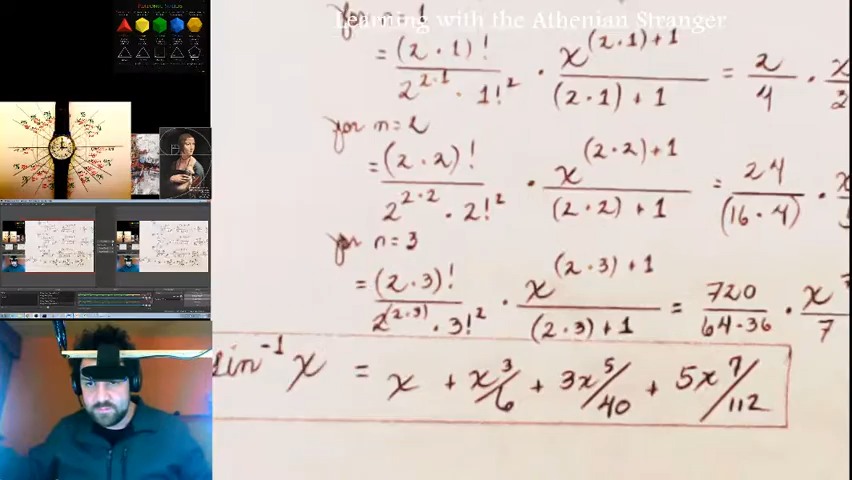 Learning with the Athenian Stranger
for n = 1
= (2·1)! / 2^(2·1) · 1!² · x^((2·1)+1) / (2·1)+1 = 2/4 · x
for n = 2
= (2·2)! / 2^(2·2) · 2!² · x^((2·2)+1) / (2·2)+1 = 24 / (16·4) · x
for n = 3
= (2·3)! / 2^(2·3) · 3!² · x^((2·3)+1) / (2·3)+1 = 720 / 64·36 · x^7 / 7
sin⁻¹ x = x + x³/6 + 3x⁵/40 + 5x⁷/112